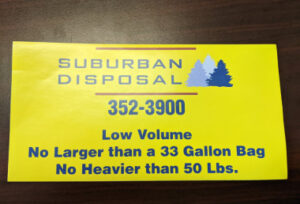 SUBURBAN
DISPOSAL
352-3900
Low Volume
No Larger than a 33 Gallon Bag
No Heavier than 50 Lbs.